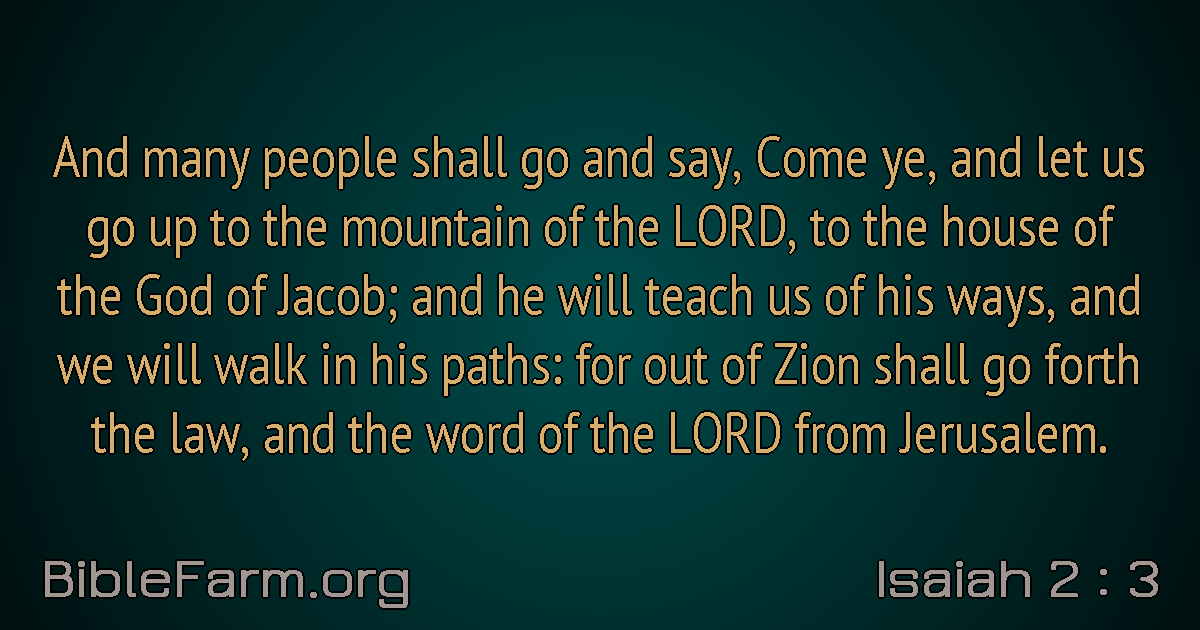 And many people shall go and say, Come ye, and let us
go up to the mountain of the LORD, to the house of
the God of Jacob; and he will teach us of his ways, and
we will walk in his paths: for out of Zion shall go forth
the law, and the word of the LORD from Jerusalem.
BibleFarm.org
Isaiah 2 : 3